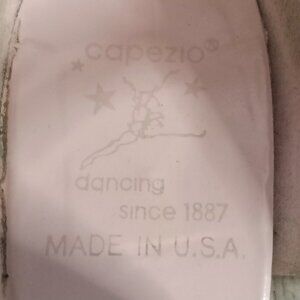 capezio®
dancing
since 1887
MADE IN U.S.A.